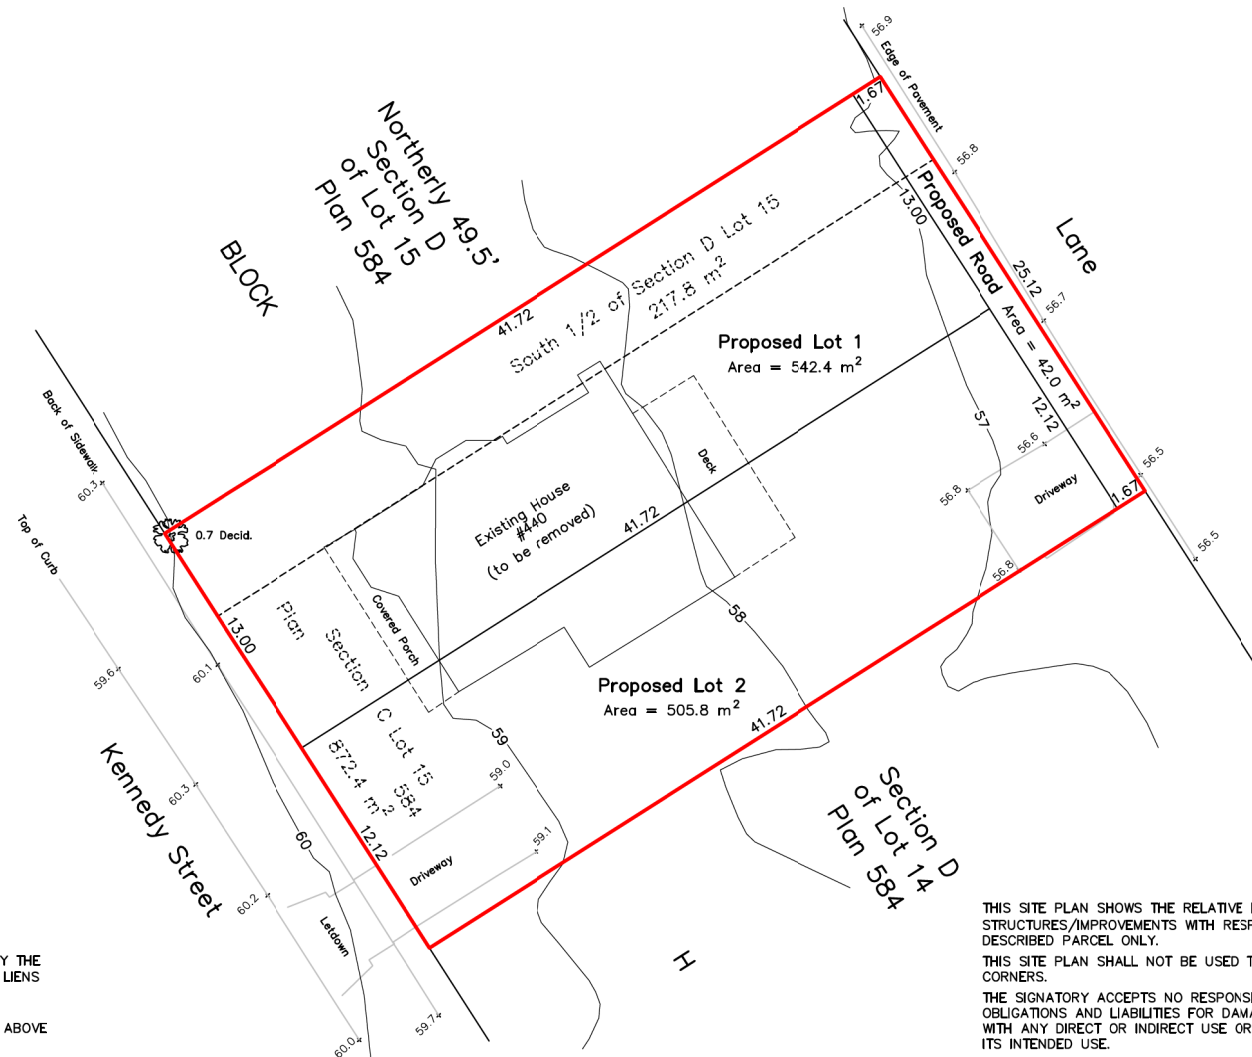 56.9
Edge of Pavement
1.67
56.8
Northerly 49.5'
Section D
of Lot 15
Plan 584
BLOCK
Lane
13.00
Proposed Road
Area = 42.0 m²
25.12
56.7
South 1/2 of Section D Lot 15
217.8 m²
41.72
Proposed Lot 1
Area = 542.4 m²
Back of Sidewalk
60.3
Top of Curb
0.7 Decid.
Existing House
#440
(to be removed)
41.72
Deck
57
12.12
56.6
56.8
Driveway
56.5
1.67
56.5
56.8
58
Covered Porch
13.00
Plan
Section
C Lot 15
584
872.4 m²
60.1
59.6
Proposed Lot 2
Area = 505.8 m²
41.72
59
59.0
59.1
Kennedy Street
60.3
60
12.12
Driveway
60.2
Letdown
Section D
of Lot 14
Plan 584
H
59.7
60.0
Y THE
LIENS
ABOVE
THIS SITE PLAN SHOWS THE RELATIVE
STRUCTURES/IMPROVEMENTS WITH RESP
DESCRIBED PARCEL ONLY.
THIS SITE PLAN SHALL NOT BE USED T
CORNERS.
THE SIGNATORY ACCEPTS NO RESPONS
OBLIGATIONS AND LIABILITIES FOR DAMA
WITH ANY DIRECT OR INDIRECT USE OR
ITS INTENDED USE.